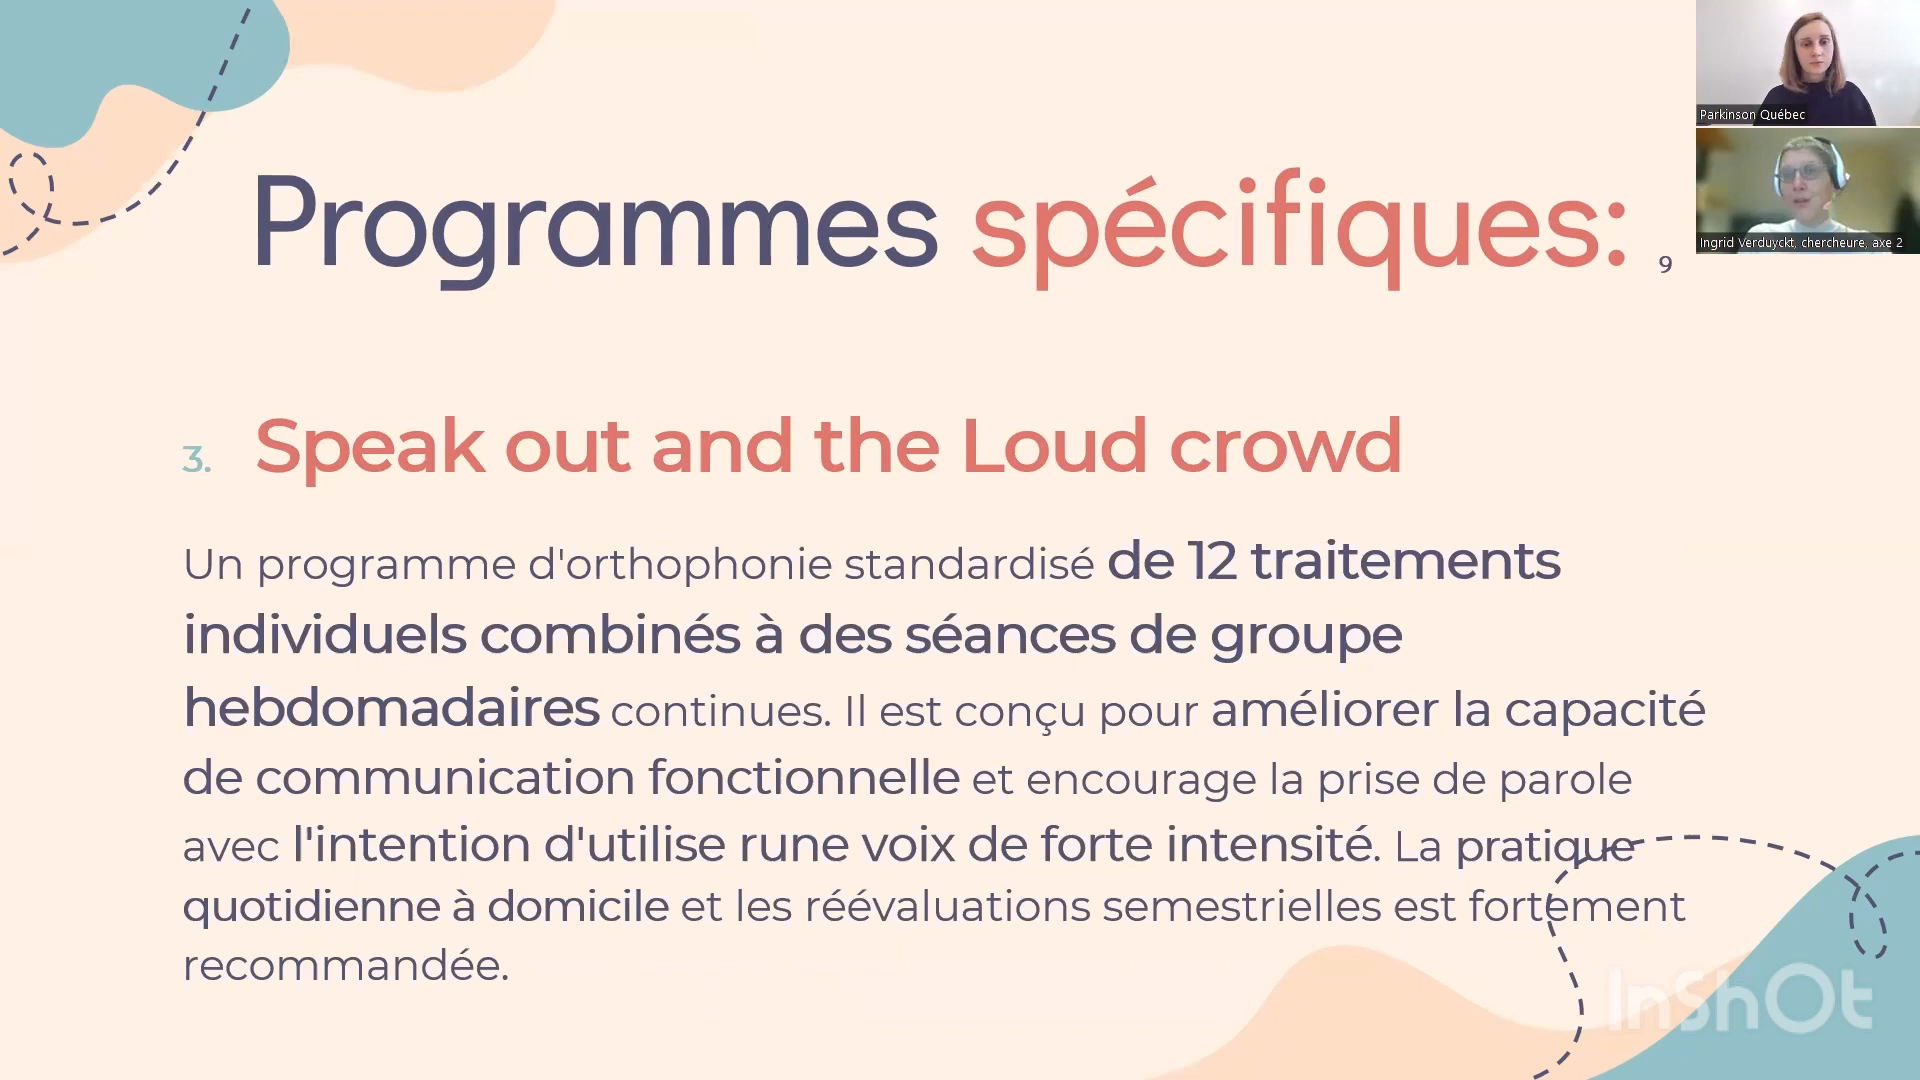 Programmes spécifiques:
9
3. Speak out and the Loud crowd
Un programme d'orthophonie standardisé de 12 traitements
individuels combinés à des séances de groupe
hebdomadaires continues. Il est conçu pour améliorer la capacité
de communication fonctionnelle et encourage la prise de parole
avec l'intention d'utilise rune voix de forte intensité. La pratique
quotidienne à domicile et les réévaluations semestrielles est fortement
recommandée.
Parkinson Québec
Ingrid Verduyckt, chercheure, axe 2
InShOt